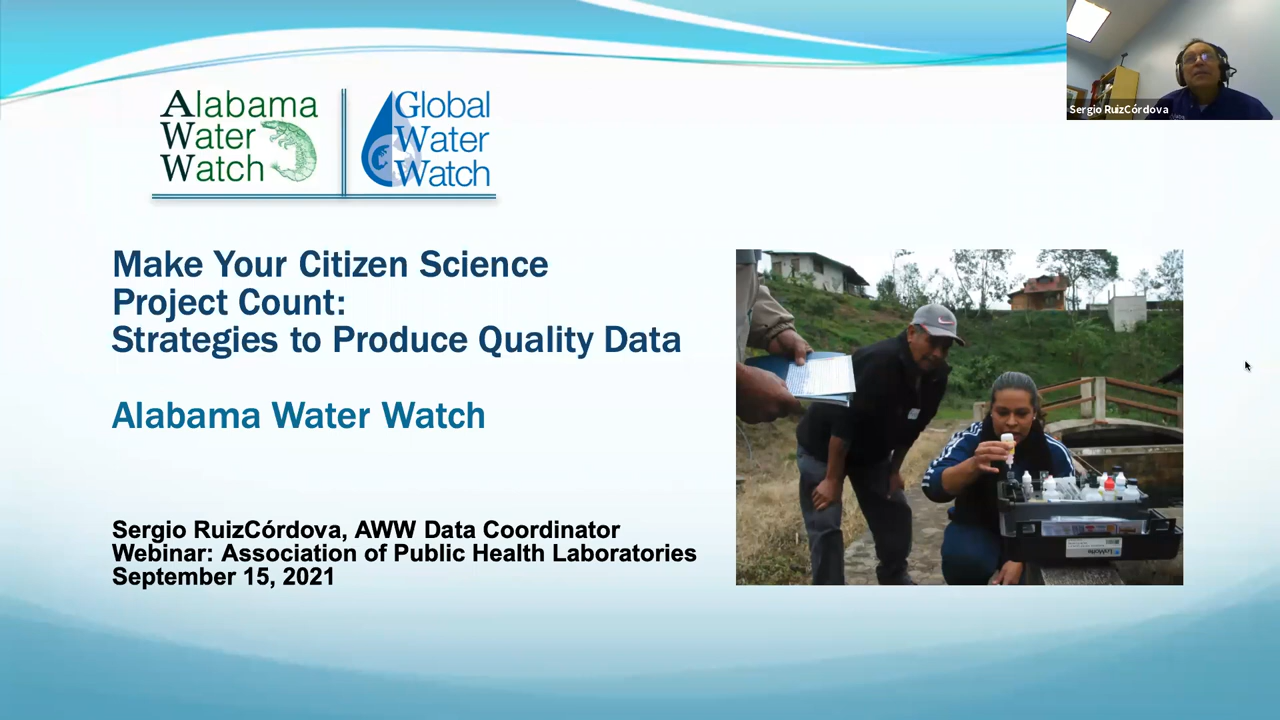 Sergio RuizCórdova
Alabama
Water
Watch
Global
Water
Watch
Make Your Citizen Science
Project Count:
Strategies to Produce Quality Data
Alabama Water Watch
Sergio RuizCórdova, AWW Data Coordinator
Webinar: Association of Public Health Laboratories
September 15, 2021
LaMotte